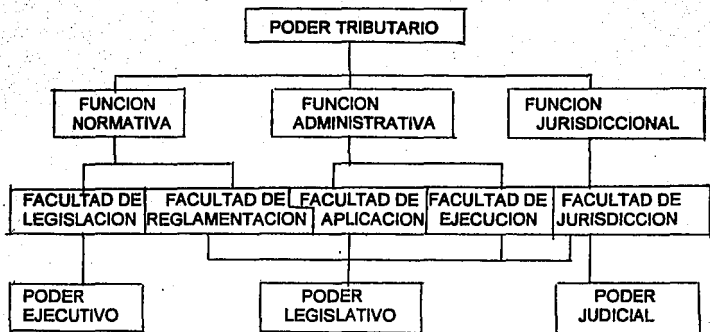 PODER TRIBUTARIO
FUNCION
NORMATIVA
FUNCION
ADMINISTRATIVA
FUNCION
JURISDICCIONAL
FACULTAD DE
LEGISLACION
FACULTAD DE
REGLAMENTACION
FACULTAD DE
APLICACION
FACULTAD DE
EJECUCION
FACULTAD DE
JURISDICCION
PODER
EJECUTIVO
PODER
LEGISLATIVO
PODER
JUDICIAL